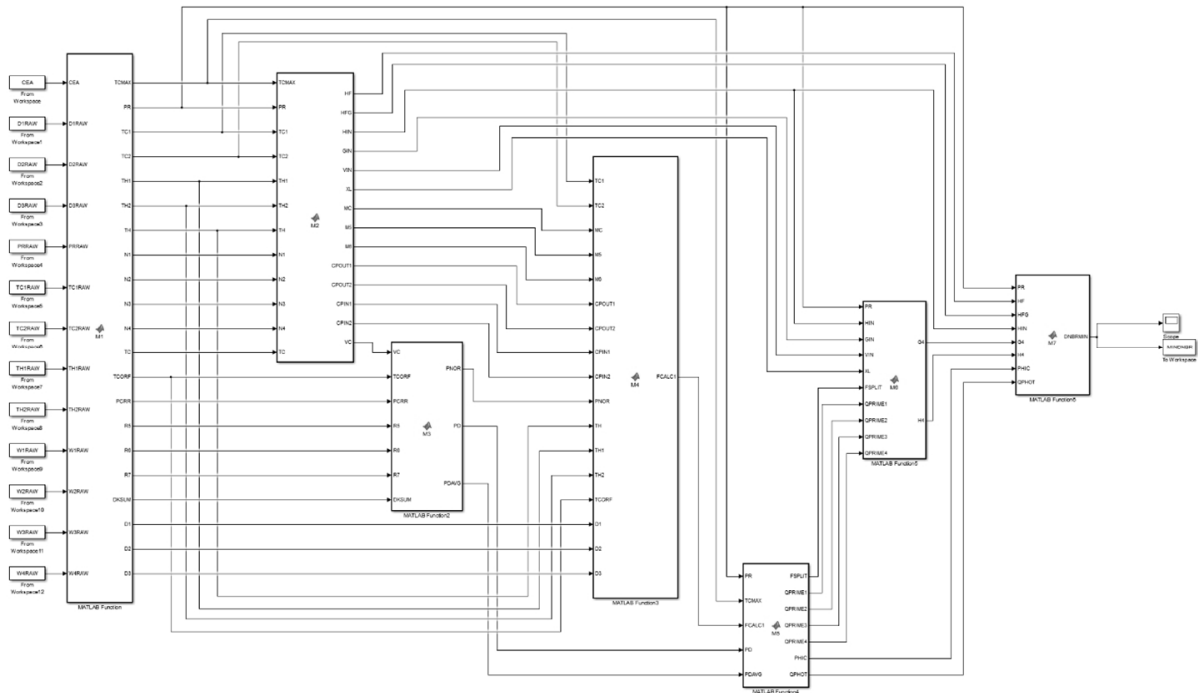 CEA
From
Workspace
D1RAW
From
Workspace1
D2RAW
From
Workspace2
D3RAW
From
Workspace3
PRRAW
From
Workspace4
TC1RAW
From
Workspace5
TC2RAW
From
Workspace6
TH1RAW
From
Workspace7
TH2RAW
From
Workspace8
W1RAW
From
Workspace9
W2RAW
From
Workspace10
W3RAW
From
Workspace11
W4RAW
From
Workspace12
CEA
D1RAW
D2RAW
D3RAW
PRRAW
TC1RAW
TC2RAW
TH1RAW
TH2RAW
W1RAW
W2RAW
W3RAW
W4RAW
M1
TCMAX
PR
TC1
TC2
TH1
TH2
TH
N1
N2
N3
N4
TC
TCORF
PCRR
R5
R6
R7
DKSUM
D1
D2
D3
MATLAB Function
TCMAX
PR
TC1
TC2
TH1
TH2
TH
N1
N2
N3
N4
TC
M2
HF
HFG
HIN
GIN
VIN
XL
MC
M5
M6
CPOUT1
CPOUT2
CPIN1
CPIN2
VC
VC
TCORF
PCRR
R5
R6
R7
DKSUM
M3
PNOR
PD
PDAVG
MATLAB Function2
TC1
TC2
MC
M5
M6
CPOUT1
CPOUT2
CPIN1
CPIN2
PNOR
TH
TH1
TH2
TCORF
D1
D2
D3
M4
PCALC1
MATLAB Function3
PR
TCMAX
PCALC1
PD
PDAVG
M5
FSPLIT
QPRIME1
QPRIME2
QPRIME3
QPRIME4
PHIC
QPHOT
MATLAB Function4
PR
HIN
GIN
VIN
XL
FSPLIT
QPRIME1
QPRIME2
QPRIME3
QPRIME4
M6
G4
H4
MATLAB Function5
PR
HF
HFG
HIN
G4
H4
PHIC
QPHOT
M7
DNBRMIN
MATLAB Function6
Scope
To Workspace